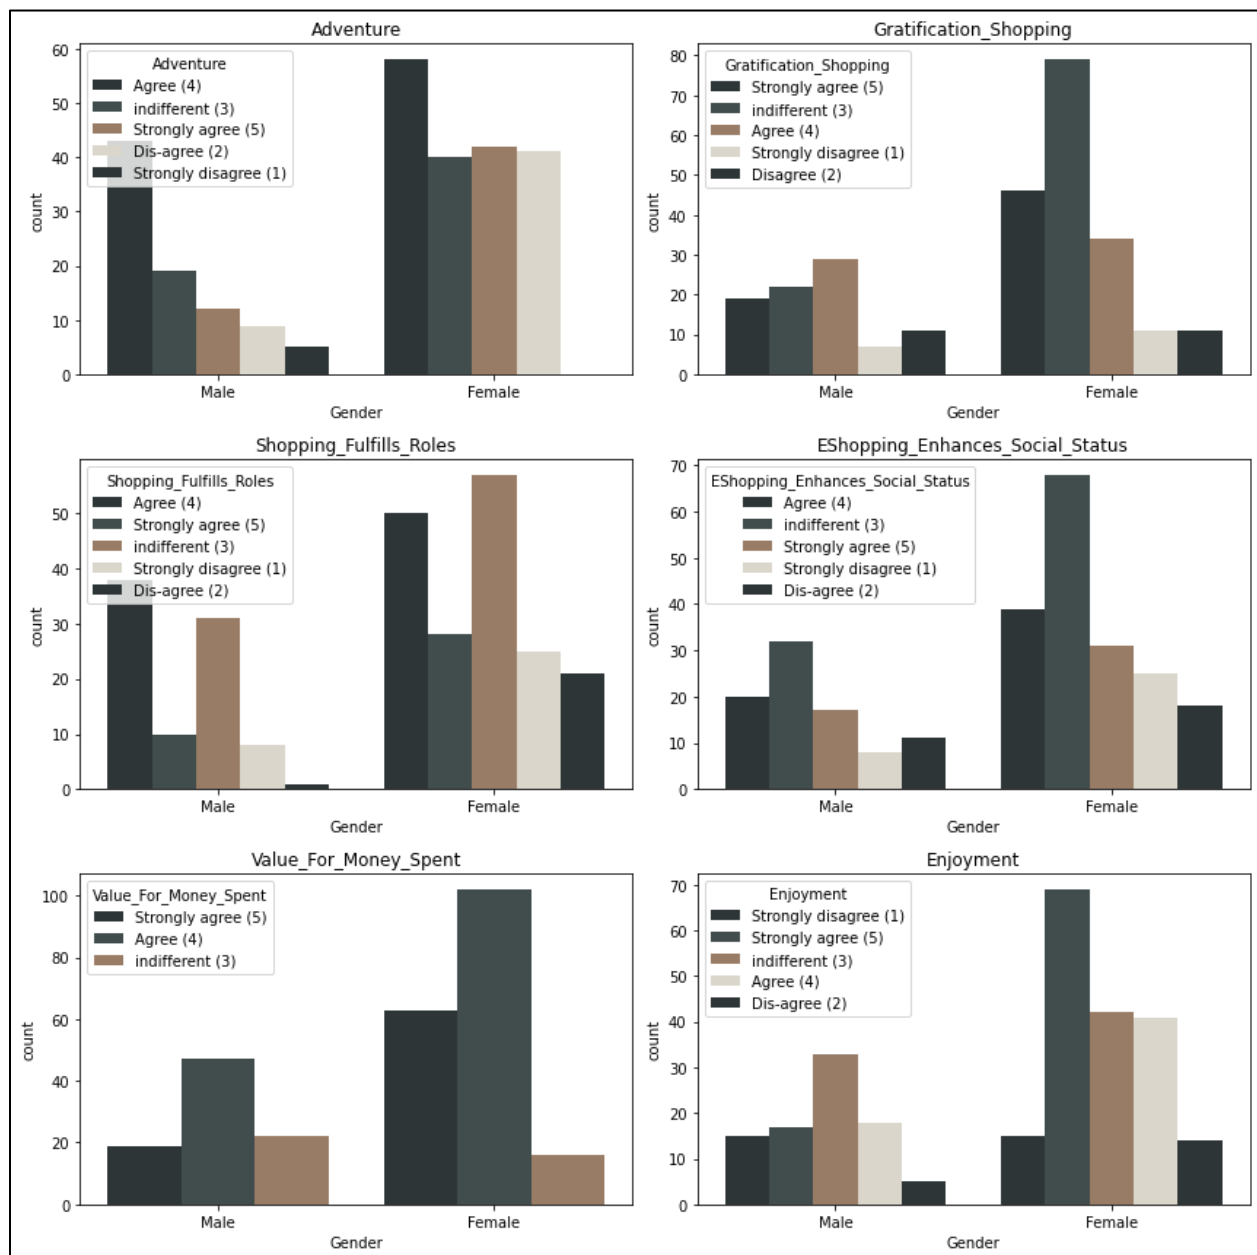 Adventure
60
50
40
30
20
10
0
count
Adventure
Agree (4)
indifferent (3)
Strongly agree (5)
Dis-agree (2)
Strongly disagree (1)
Male
Female
Gender
Gratification_Shopping
80
70
60
50
40
30
20
10
0
count
Gratification_Shopping
Strongly agree (5)
indifferent (3)
Agree (4)
Strongly disagree (1)
Disagree (2)
Male
Female
Gender
Shopping_Fulfills_Roles
50
40
30
20
10
0
count
Shopping_Fulfills_Roles
Agree (4)
Strongly agree (5)
indifferent (3)
Strongly disagree (1)
Dis-agree (2)
Male
Female
Gender
EShopping_Enhances_Social_Status
70
60
50
40
30
20
10
0
count
EShopping_Enhances_Social_Status
Agree (4)
indifferent (3)
Strongly agree (5)
Strongly disagree (1)
Dis-agree (2)
Male
Female
Gender
Value_For_Money_Spent
100
80
60
40
20
0
count
Value_For_Money_Spent
Strongly agree (5)
Agree (4)
indifferent (3)
Male
Female
Gender
Enjoyment
70
60
50
40
30
20
10
0
count
Enjoyment
Strongly disagree (1)
Strongly agree (5)
indifferent (3)
Agree (4)
Dis-agree (2)
Male
Female
Gender